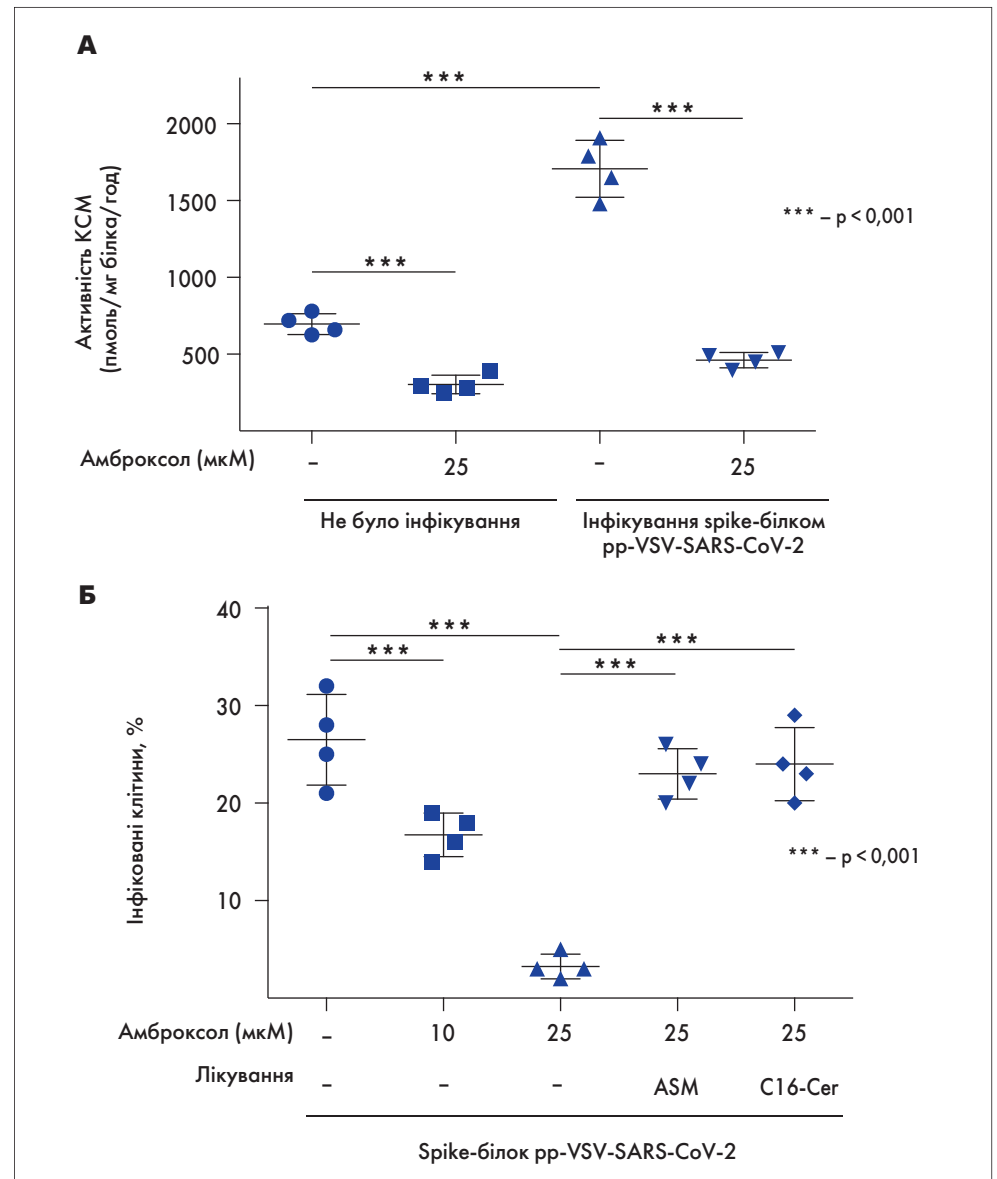 А
***
***
2000
1500
*** – p < 0,001
***
1000
500
Активність КСМ
(пмоль/мг білка/год)
Амброксол (мкМ)
–
25
–
25
Не було інфікування
Інфікування spike-білком
pp-VSV-SARS-CoV-2
Б
40
***
***
***
***
30
20
*** – p < 0,001
10
Інфіковані клітини, %
Амброксол (мкМ)
–
10
25
25
25
Лікування
–
–
–
ASM
C16-Cer
Spike-білок pp-VSV-SARS-CoV-2